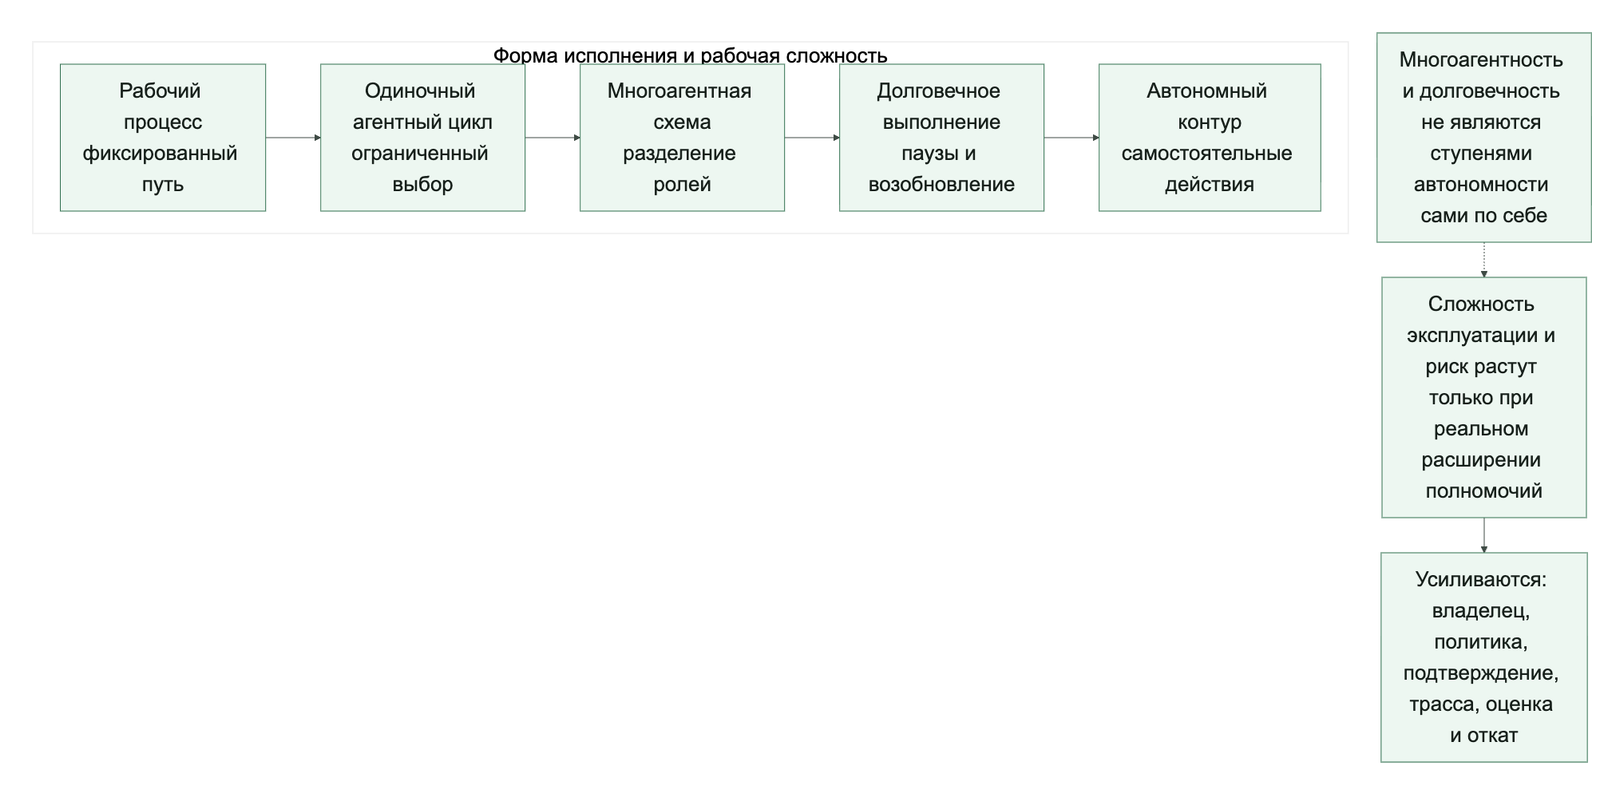 Форма исполнения и рабочая сложность
Рабочий
процесс
фиксированный
путь
Одиночный
агентный цикл
ограниченный
выбор
Многоагентная
схема
разделение
ролей
Долговечное
выполнение
паузы и
возобновление
Автономный
контур
самостоятельные
действия
Многоагентность
и долговечность
не являются
ступенями
автономности
сами по себе
Сложность
эксплуатации и
риск растут
только при
реальном
расширении
полномочий
Усиливаются:
владелец,
политика,
подтверждение,
трасса, оценка
и откат